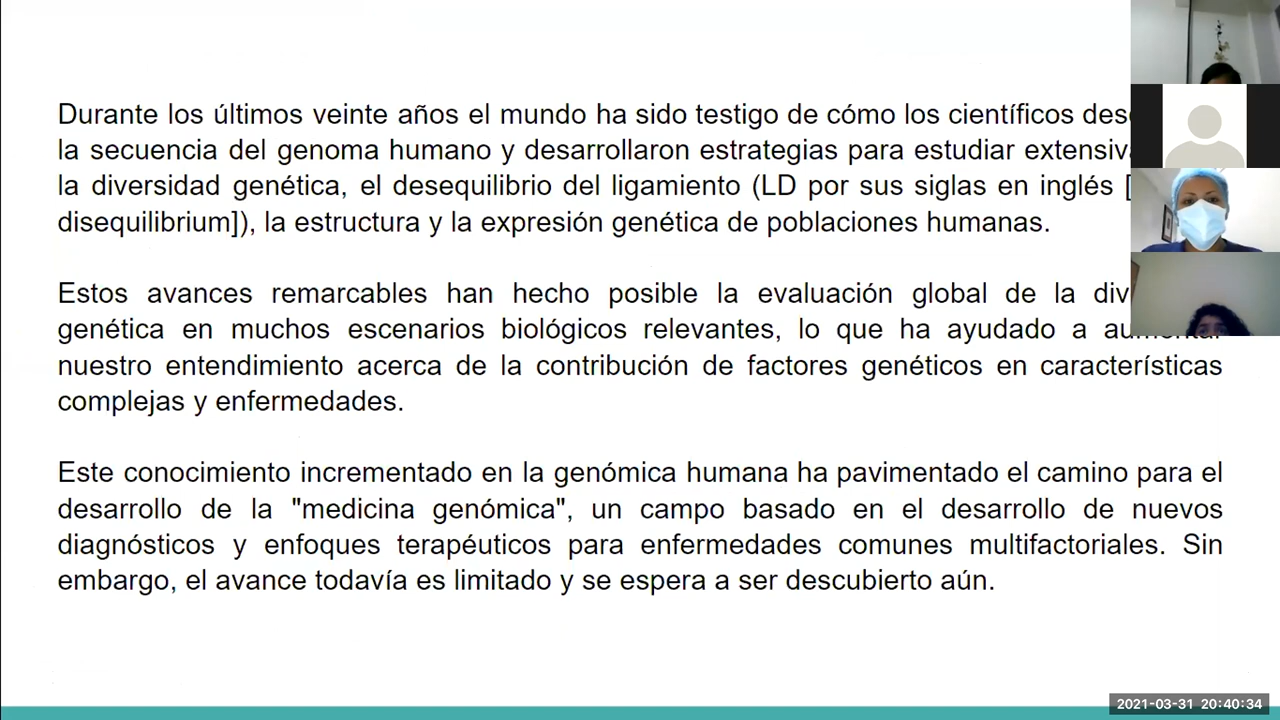 Durante los últimos veinte años el mundo ha sido testigo de cómo los científicos
la secuencia del genoma humano y desarrollaron estrategias para estudiar
la diversidad genética, el desequilibrio del ligamiento (LD por sus siglas en inglés [
disequilibrium]), la estructura y la expresión genética de poblaciones humanas.
Estos avances remarcables han hecho posible la evaluación global de la
genética en muchos escenarios biológicos relevantes, lo que ha ayudado a aumentar
nuestro entendimiento acerca de la contribución de factores genéticos en características
complejas y enfermedades.
Este conocimiento incrementado en la genómica humana ha pavimentado el camino para el
desarrollo de la "medicina genómica", un campo basado en el desarrollo de nuevos
diagnósticos y enfoques terapéuticos para enfermedades comunes multifactoriales. Sin
embargo, el avance todavía es limitado y se espera a ser descubierto aún.
2021-03-31 20:40:34